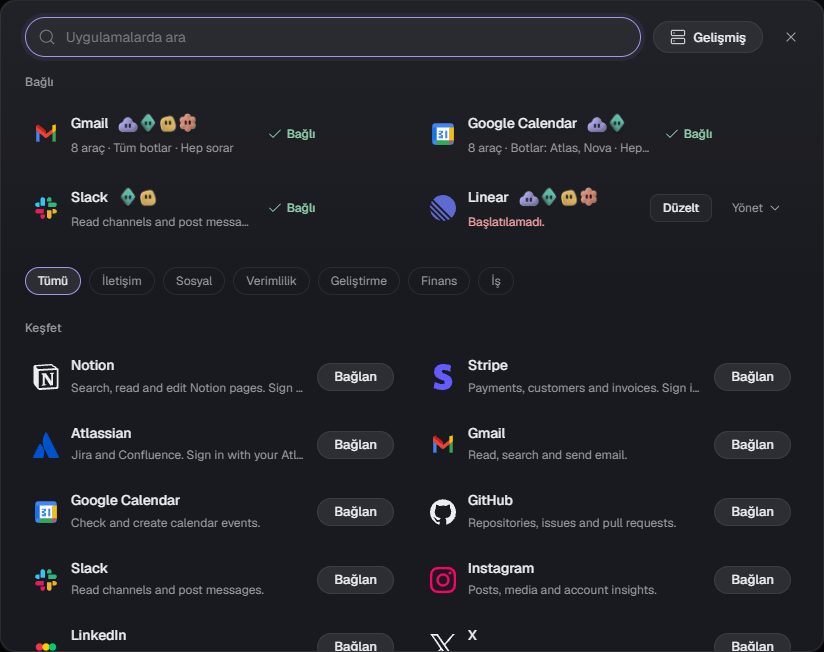 Uygulamalarda ara
Gelişmiş
Bağlı
Gmail
8 araç · Tüm botlar · Hep sorar
Bağlı
Google Calendar
8 araç · Botlar: Atlas, Nova · Hep...
Bağlı
Slack
Read channels and post messa...
Bağlı
Linear
Başlatılamadı.
Düzelt
Yönet
Tümü
İletişim
Sosyal
Verimlilik
Geliştirme
Finans
İş
Keşfet
Notion
Search, read and edit Notion pages. Sign ...
Bağlan
Stripe
Payments, customers and invoices. Sign i...
Bağlan
Atlassian
Jira and Confluence. Sign in with your Atl...
Bağlan
Gmail
Read, search and send email.
Bağlan
31
Google Calendar
Check and create calendar events.
Bağlan
GitHub
Repositories, issues and pull requests.
Bağlan
Slack
Read channels and post messages.
Bağlan
Instagram
Posts, media and account insights.
Bağlan
LinkedIn
Bağlan
X
Bağlan